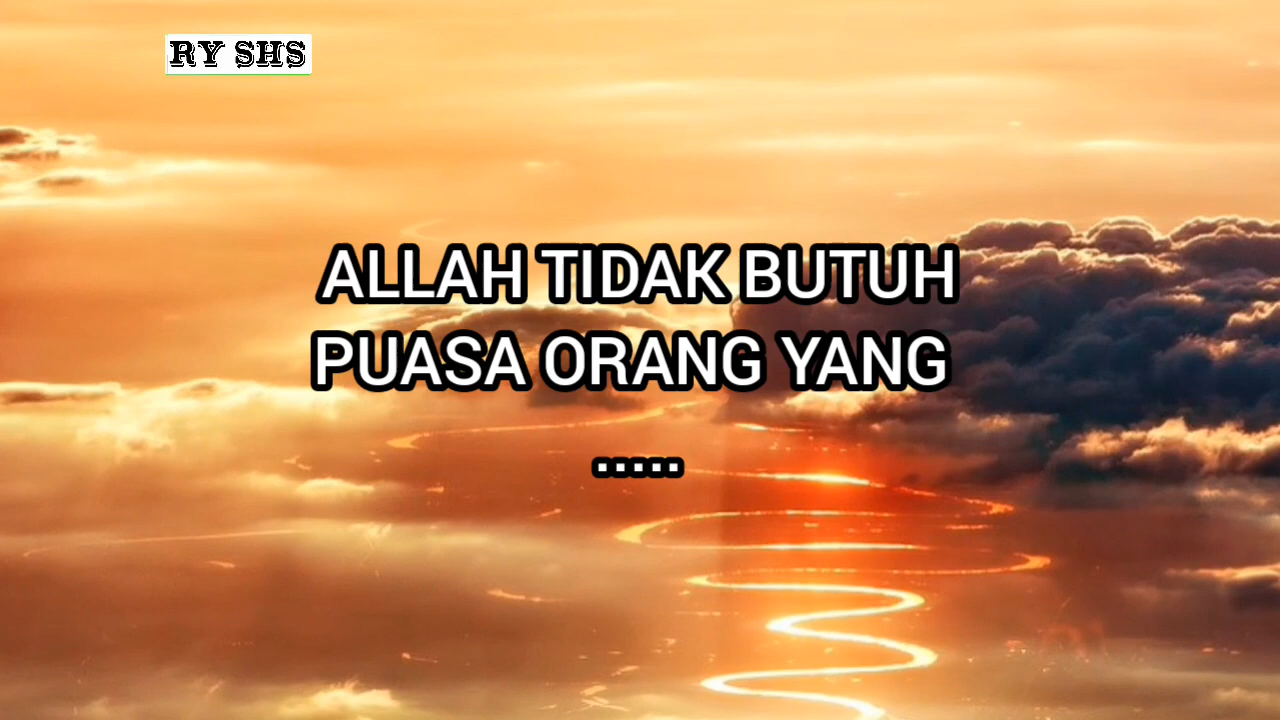 RY SHS
ALLAH TIDAK BUTUH
PUASA ORANG YANG
.....